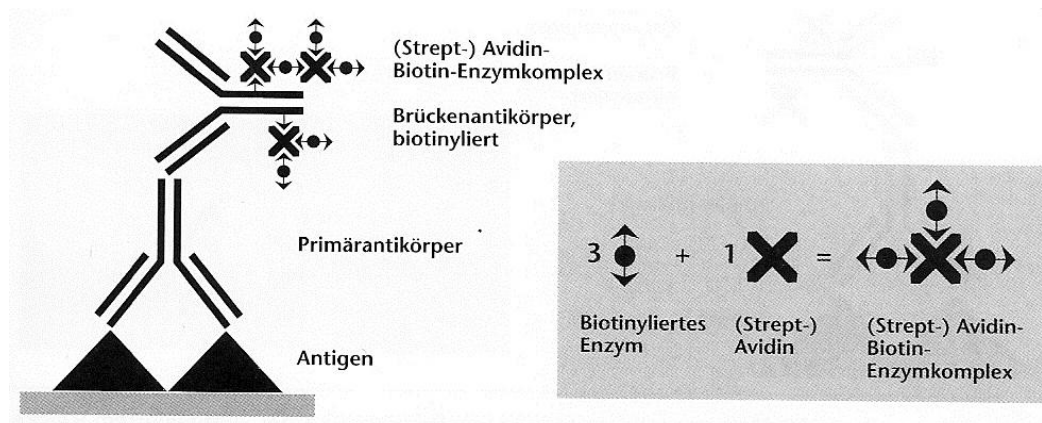 (Strept-) Avidin-
Biotin-Enzymkomplex
Brückenantikörper,
biotinyliert
Primärantikörper
Antigen
3 + 1 =
Biotinyliertes
Enzym
(Strept-)
Avidin
(Strept-) Avidin-
Biotin-
Enzymkomplex